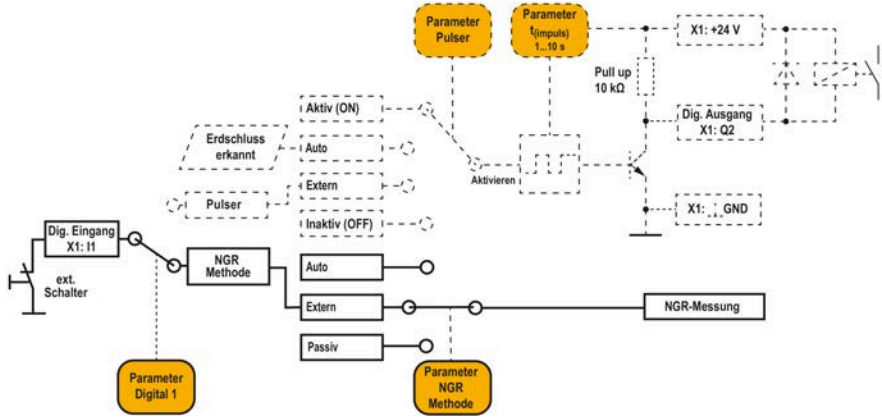 Parameter
Pulser
Parameter
t(impuls)
1...10 s
X1: +24 V
Pull up
10 kΩ
Aktiv (ON)
Erdschluss
erkannt
Auto
Dig. Ausgang
X1: Q2
Aktivieren
Extern
Pulser
X1: GND
Inaktiv (OFF)
Dig. Eingang
X1: I1
NGR
Methode
Auto
ext.
Schalter
Extern
NGR-Messung
Passiv
Parameter
Digital 1
Parameter
NGR
Methode